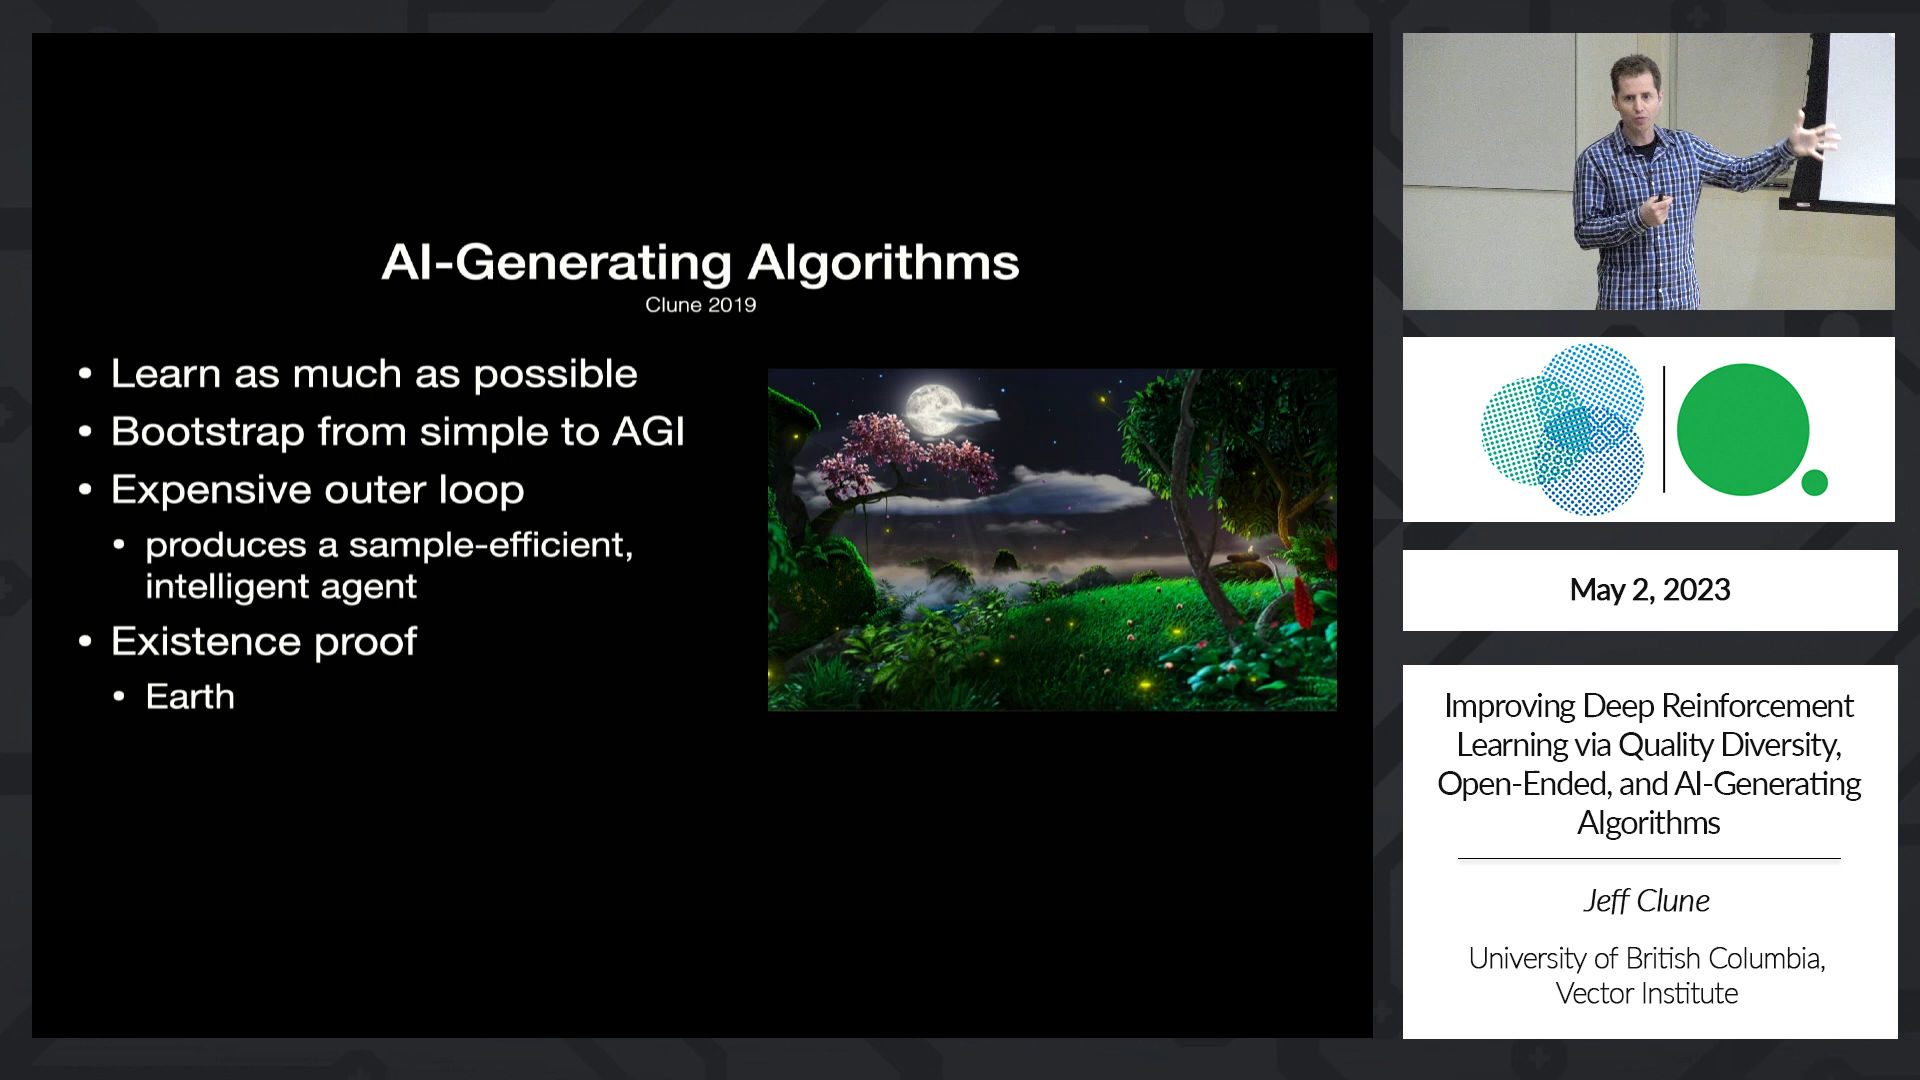 AI-Generating Algorithms
Clune 2019
• Learn as much as possible
• Bootstrap from simple to AGI
• Expensive outer loop
• produces a sample-efficient,
intelligent agent
• Existence proof
• Earth
May 2, 2023
Improving Deep Reinforcement
Learning via Quality Diversity,
Open-Ended, and AI-Generating
Algorithms
Jeff Clune
University of British Columbia,
Vector Institute